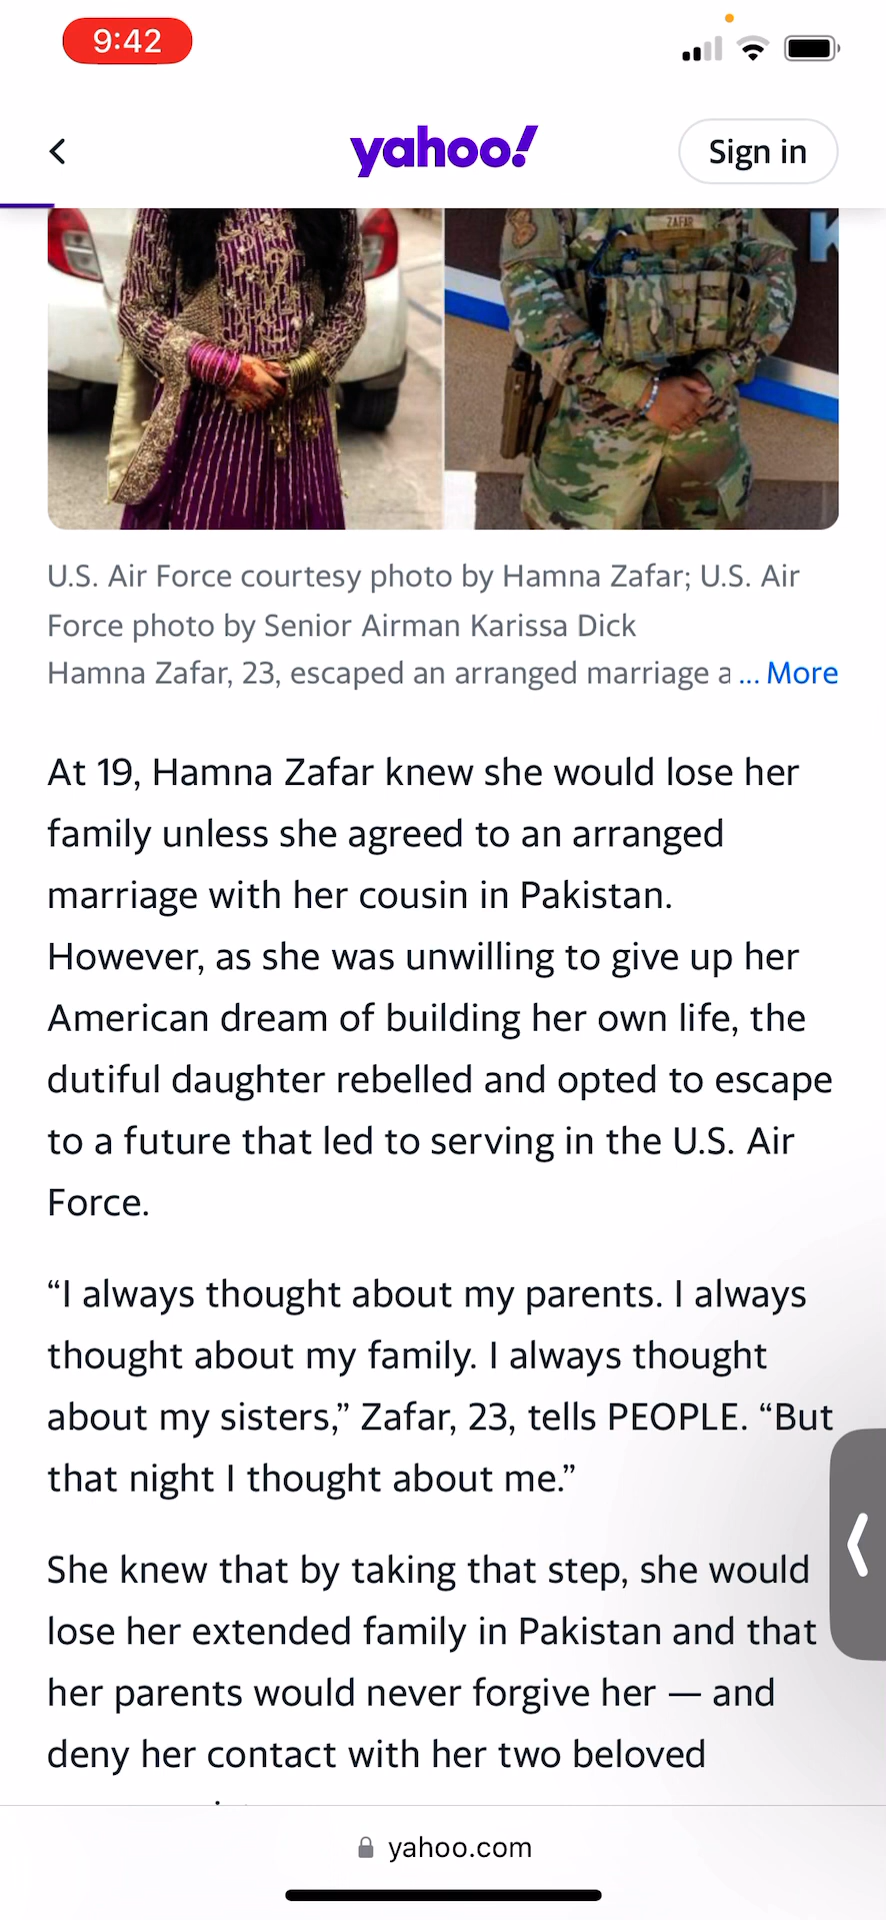 9:42
yahoo!
Sign in
ZAFAR
K
U.S. Air Force courtesy photo by Hamna Zafar; U.S. Air
Force photo by Senior Airman Karissa Dick
Hamna Zafar, 23, escaped an arranged marriage a ... More
At 19, Hamna Zafar knew she would lose her
family unless she agreed to an arranged
marriage with her cousin in Pakistan.
However, as she was unwilling to give up her
American dream of building her own life, the
dutiful daughter rebelled and opted to escape
to a future that led to serving in the U.S. Air
Force.
“I always thought about my parents. I always
thought about my family. I always thought
about my sisters,” Zafar, 23, tells PEOPLE. “But
that night I thought about me.”
She knew that by taking that step, she would
lose her extended family in Pakistan and that
her parents would never forgive her — and
deny her contact with her two beloved
yahoo.com